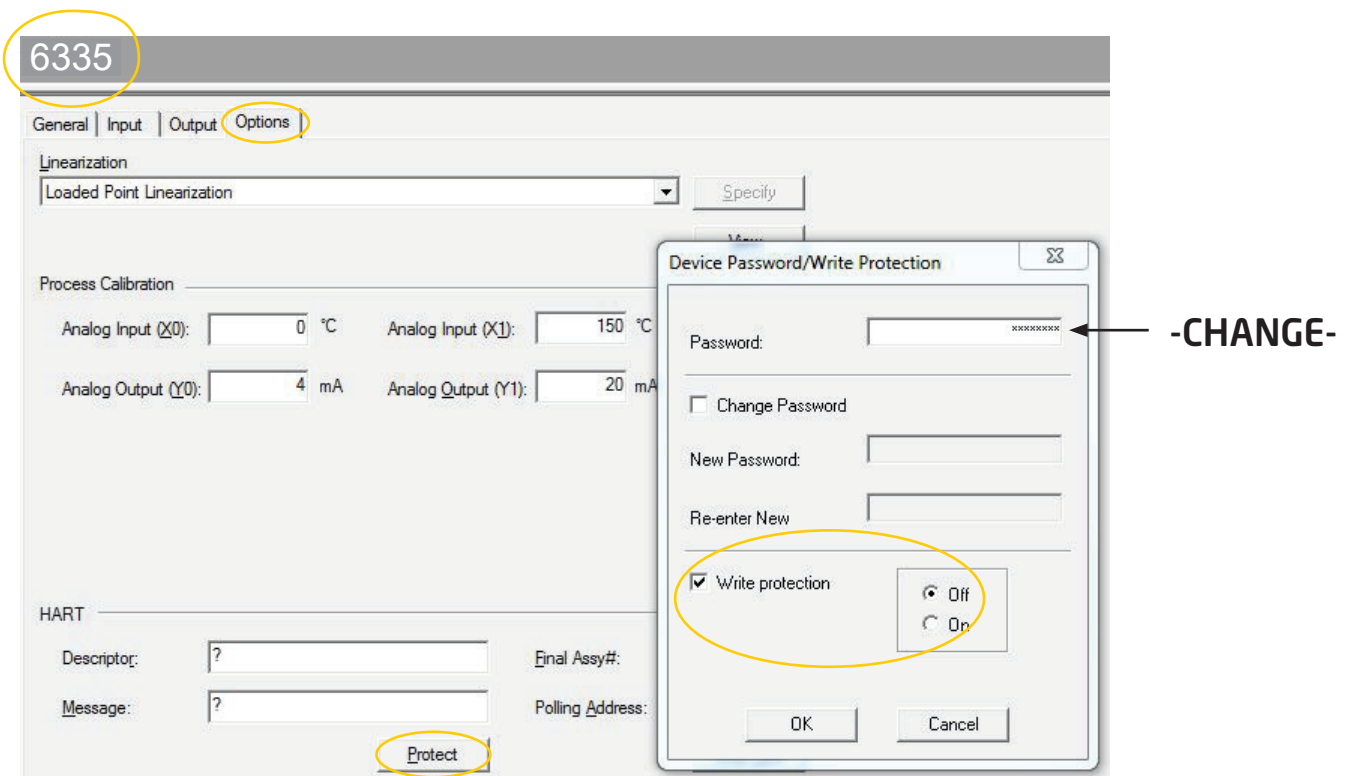 6335
General Input Output Options
Linearization
Loaded Point Linearization Specify
View
Process Calibration
Analog Input (X0): 0 °C Analog Input (X1): 150 °C
Analog Output (Y0): 4 mA Analog Output (Y1): 20 mA
HART
Descriptor: ? Final Assy#:
Message: ? Polling Address:
Protect
Device Password/Write Protection
Password: ********
-CHANGE-
Change Password
New Password:
Re-enter New
Write protection
Off
On
OK Cancel